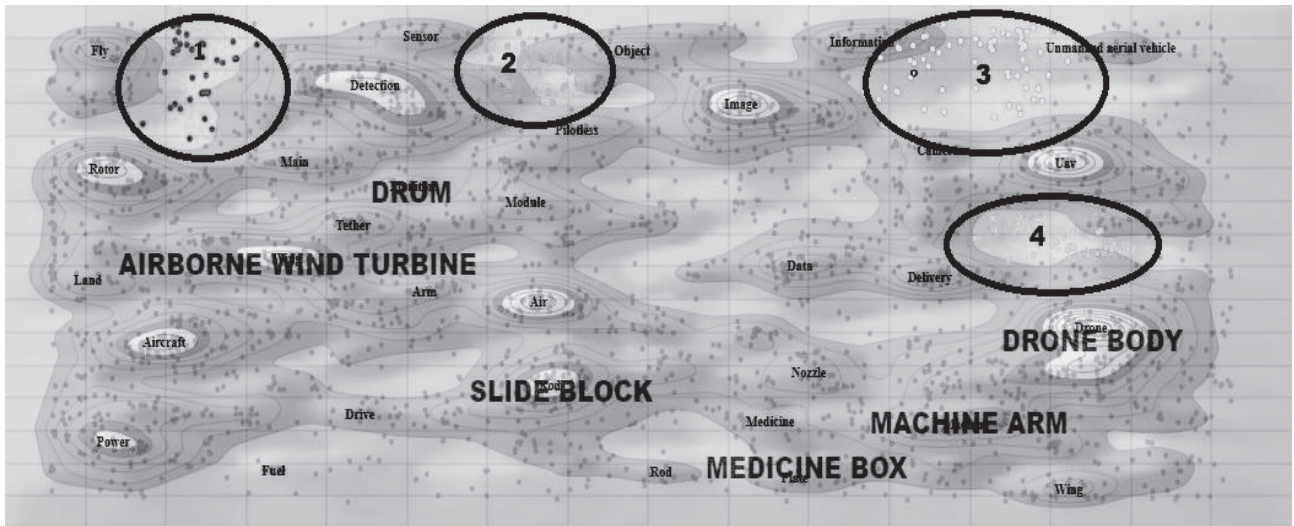 Fly
1
Sensor
2
Object
Information
3
Unmanned aerial vehicle
Detection
Image
Pilotless
Camera
Uav
Rotor
Main
DROM
Module
Tether
4
AIRBORNE WIND TURBINE
Land
Arm
Air
Data
Delivery
Aircraft
Drone
DRONE BODY
SLIDE BLOCK
Nozzle
Drive
Medicine
MACHINE ARM
Power
Fuel
Rod
MEDICINE BOX
Plate
Wing